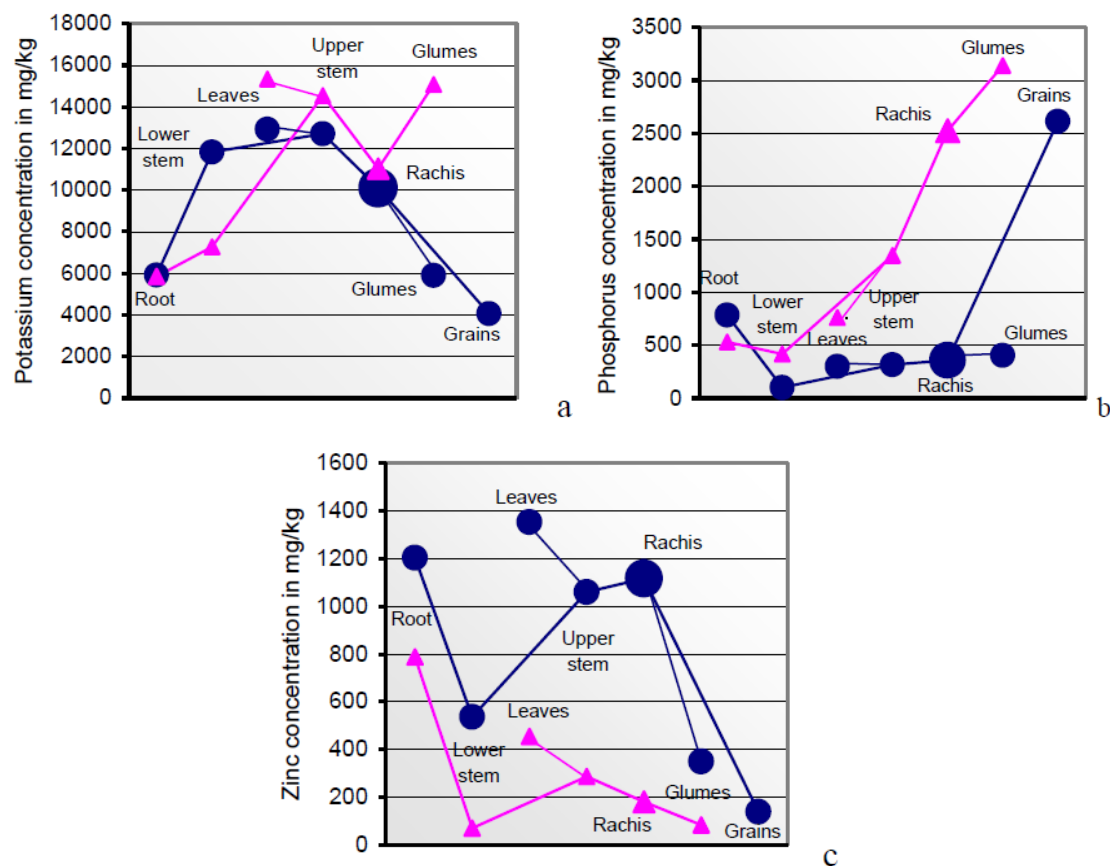 Potassium concentration in mg/kg
18000
16000
14000
12000
10000
8000
6000
4000
2000
0
Upper
stem
Glumes
Leaves
Lower
stem
Rachis
Root
Glumes
Grains
a
Phosphorus concentration in mg/kg
3500
3000
2500
2000
1500
1000
500
0
Glumes
Grains
Rachis
Root
Lower
stem
Upper
stem
Leaves
Glumes
Rachis
b
Zinc concentration in mg/kg
1600
1400
1200
1000
800
600
400
200
0
Leaves
Rachis
Root
Upper
stem
Leaves
Lower
stem
Glumes
Rachis
Grains
c